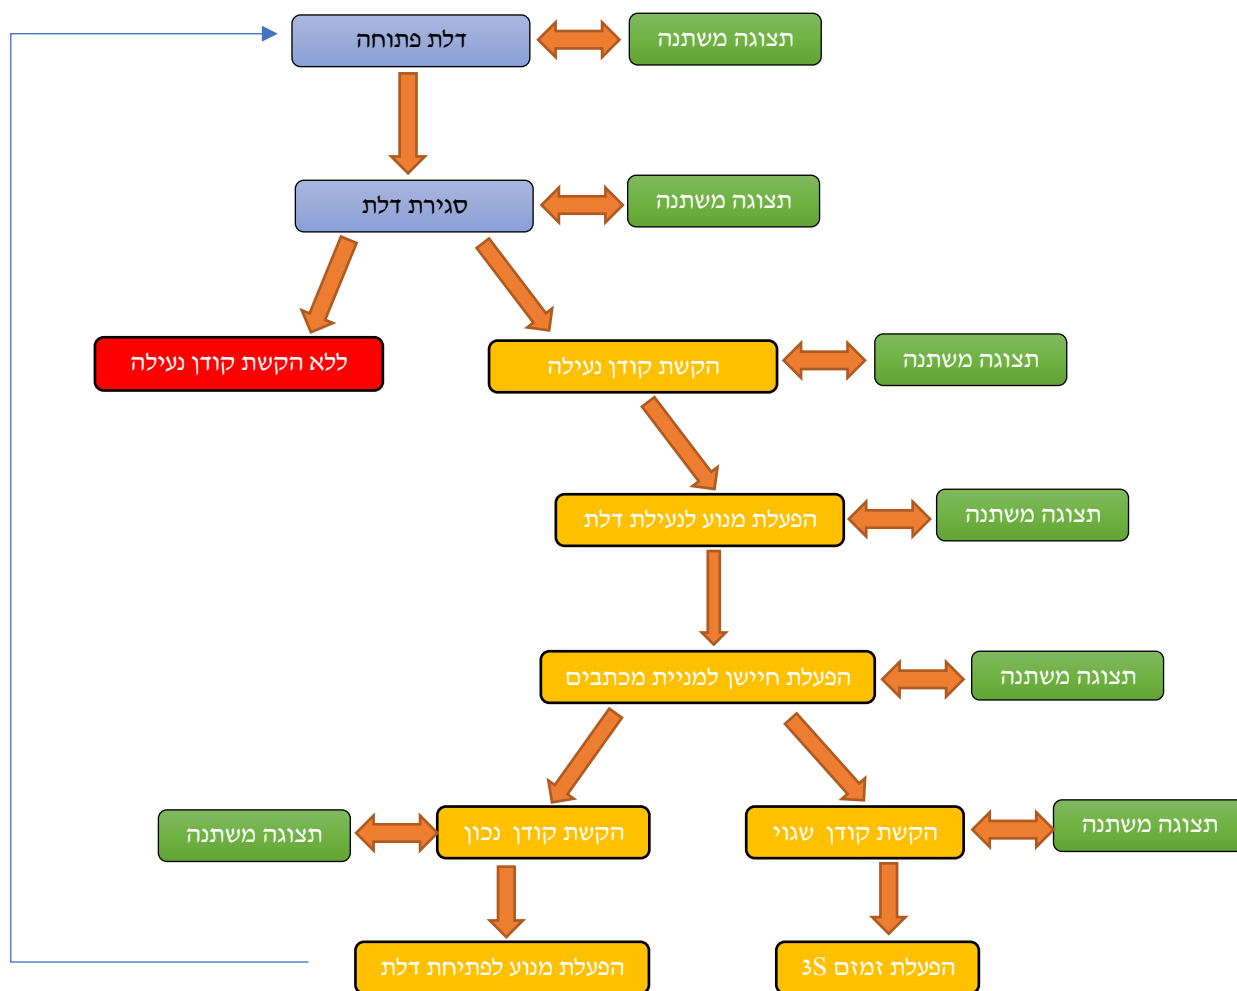 דלת פתוחה
תצוגה משתנה
סגירת דלת
תצוגה משתנה
ללא הקשת קודן נעילה
הקשת קודן נעילה
תצוגה משתנה
הפעלת מנוע לנעילת דלת
תצוגה משתנה
הפעלת חיישן למניית מכתבים
תצוגה משתנה
תצוגה משתנה
הקשת קודן נכון
הקשת קודן שגוי
תצוגה משתנה
הפעלת מנוע לפתיחת דלת
הפעלת זמזם 3S